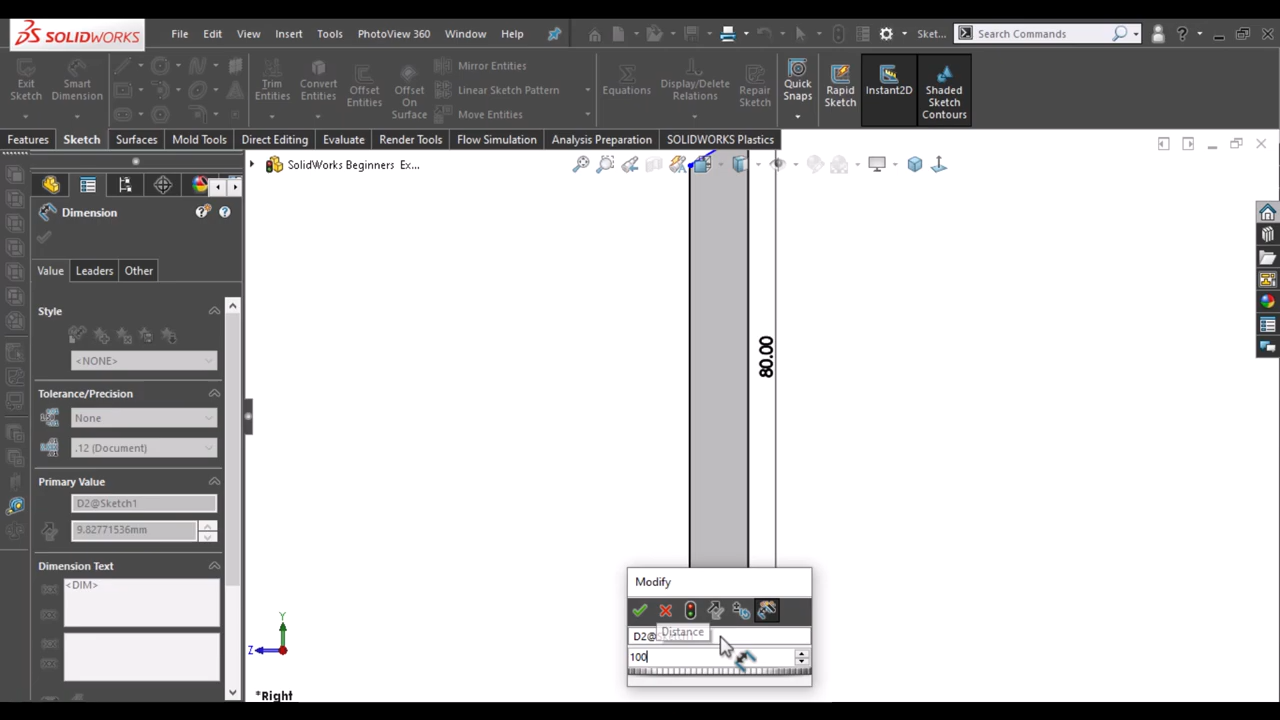 SOLIDWORKS File Edit View Insert Tools PhotoView 360 Window Help Sket... Search Commands ?
Exit Sketch
Smart Dimension
Trim Entities
Convert Entities
Offset Entities
Offset On Surface
Mirror Entities
Linear Sketch Pattern
Move Entities
Equations
Display/Delete Relations
Repair Sketch
Quick Snaps
Rapid Sketch
Instant2D
Shaded Sketch Contours
Features Sketch Surfaces Mold Tools Direct Editing Evaluate Render Tools Flow Simulation Analysis Preparation SOLIDWORKS Plastics
SolidWorks Beginners Ex...
Dimension
Value Leaders Other
Style
<NONE>
Tolerance/Precision
None
.12 (Document)
Primary Value
D2@Sketch1
9.82771536mm
Dimension Text
<DIM>
80.00
Modify
Distance
D2@
100
Y
Z
*Right